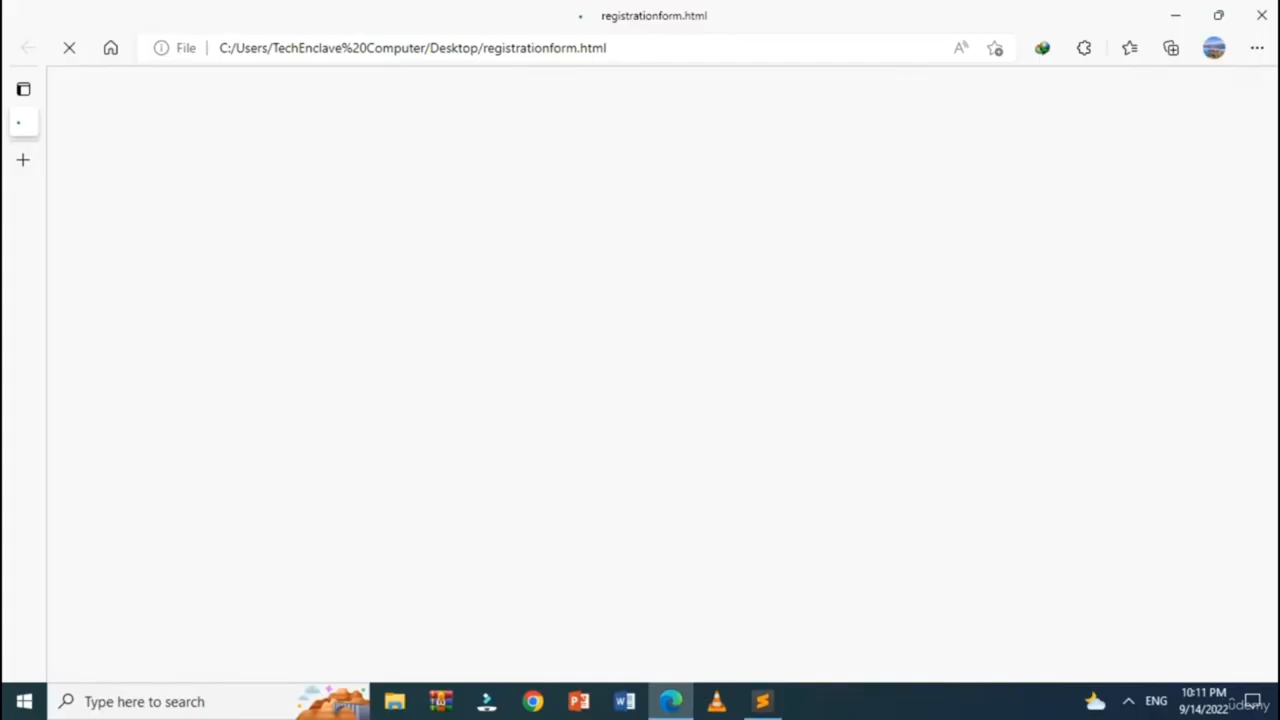 registrationform.html
File
C:/Users/TechEnclave%20Computer/Desktop/registrationform.html
Type here to search
ENG
10:11 PM
9/14/2022
ûdemy